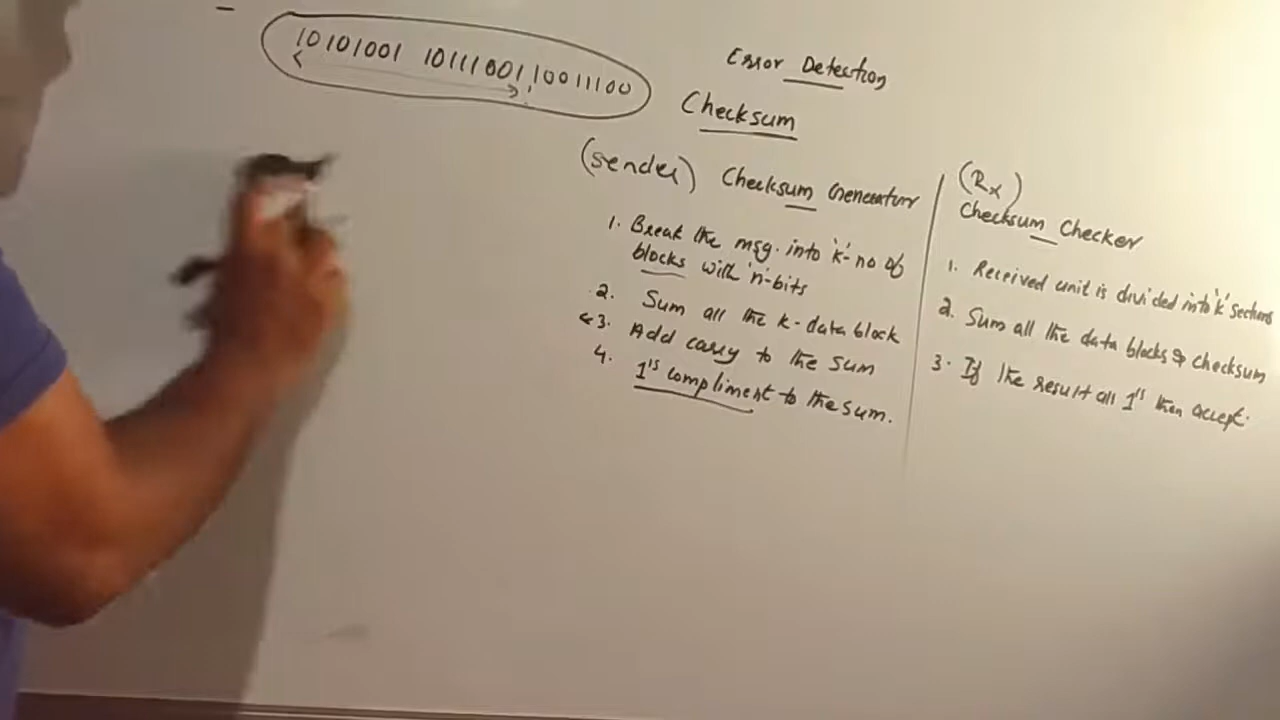 10101001 10111001 10011100
Error Detection
Checksum
(sender) Checksum Generator
1. Break the msg. into 'k'- no of
blocks with 'n'-bits
2. Sum all the k-data block
3. Add carry to the sum
4. 1's compliment to the sum.
(Rx)
Checksum Checker
1. Received unit is divided into 'k' sections
2. Sum all the data blocks & checksum
3. If the result all 1's then accept.